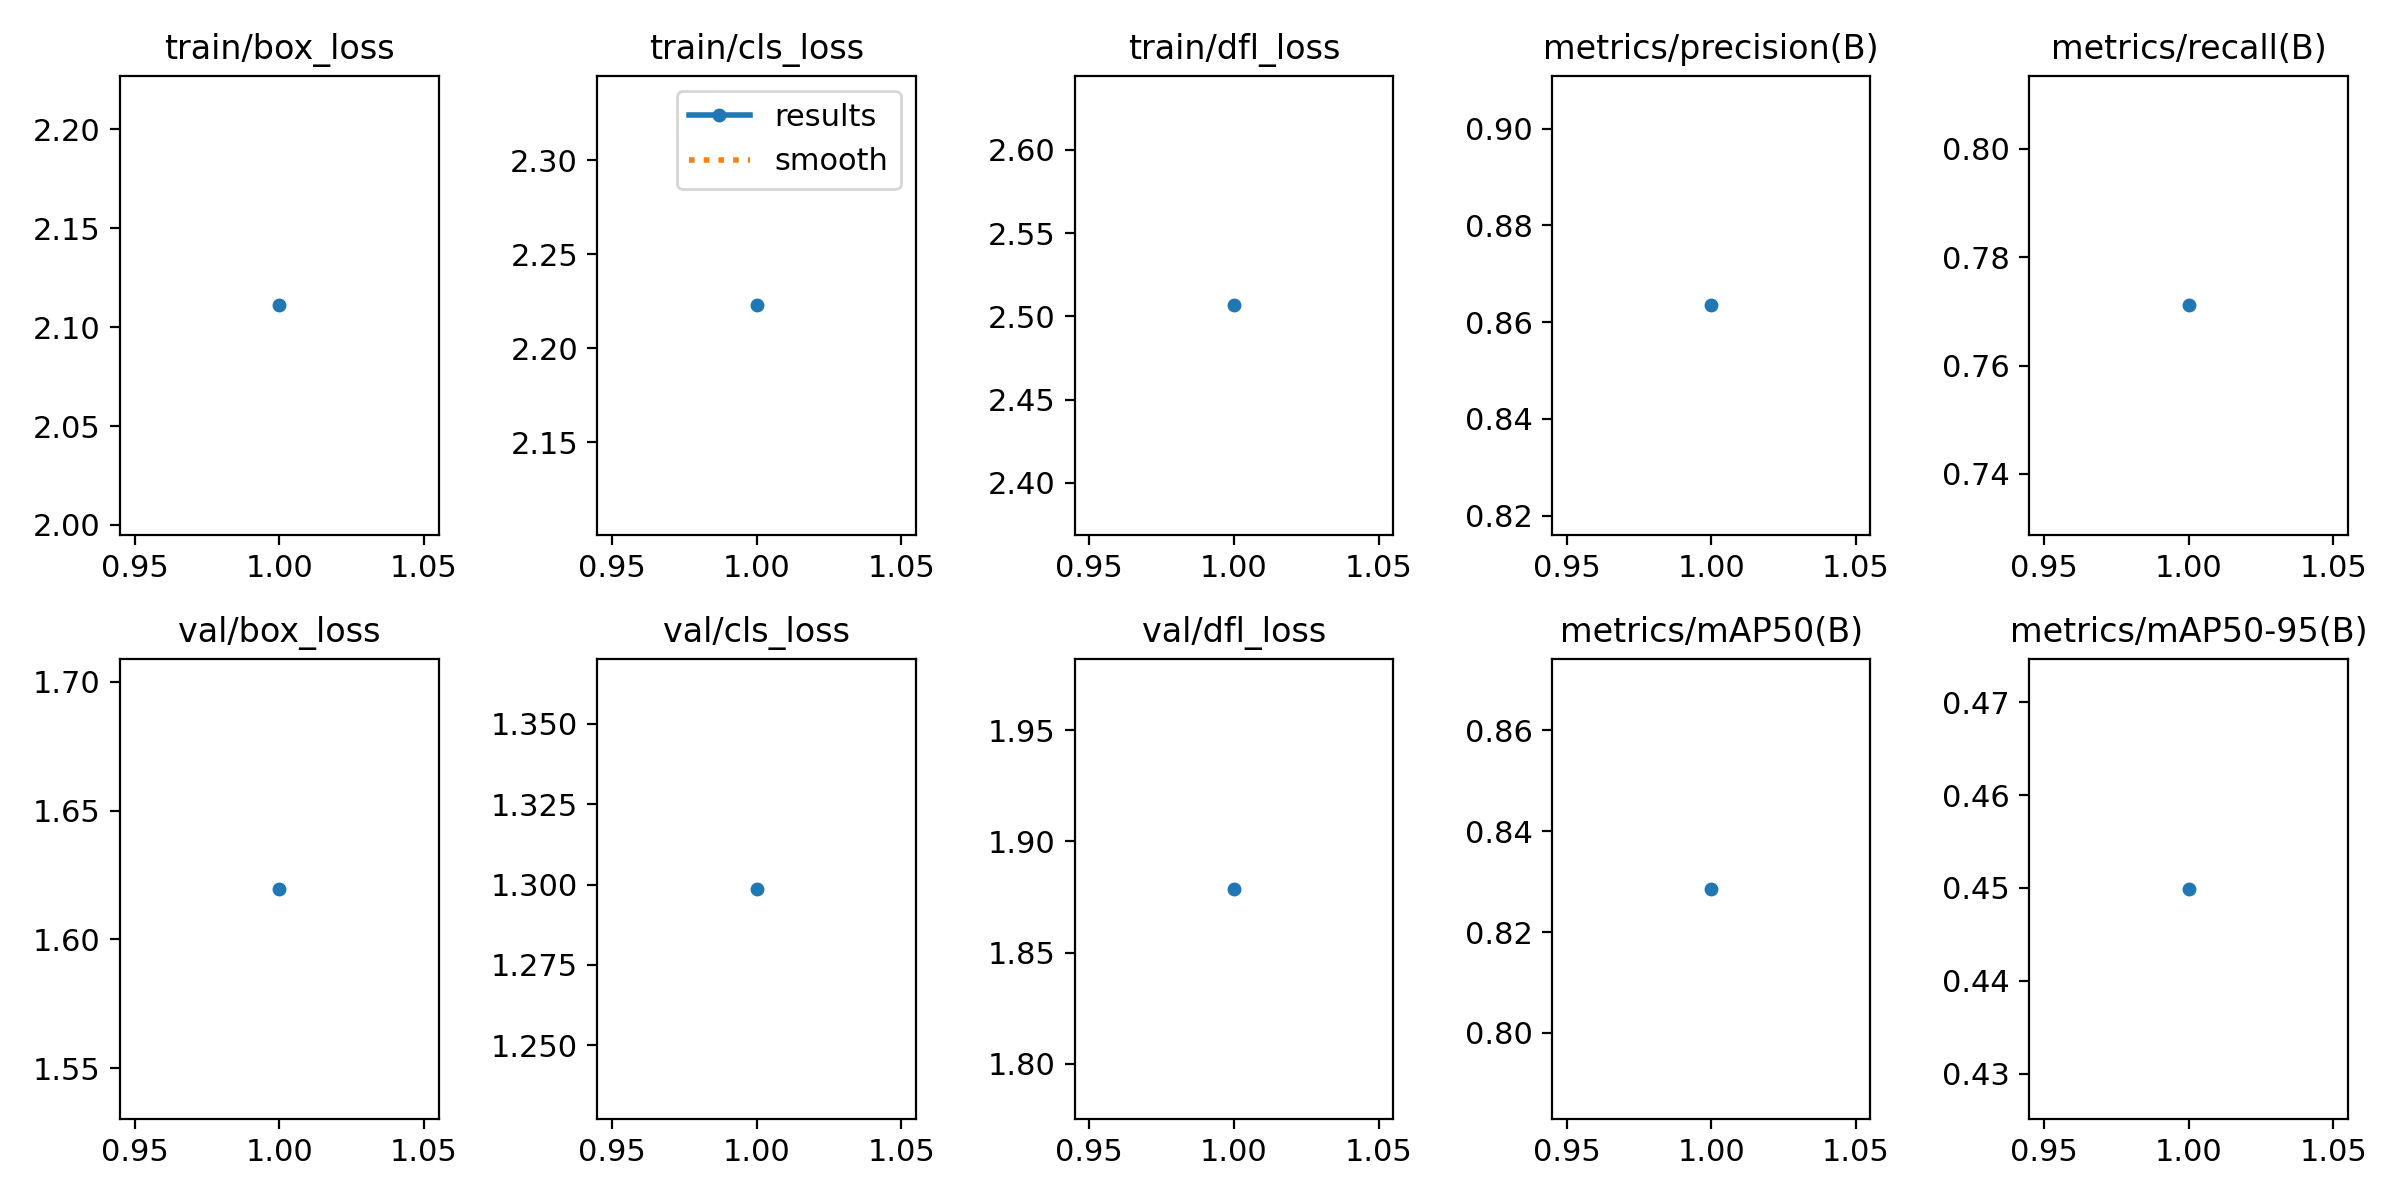 train/box_loss
2.20
2.15
2.10
2.05
2.00
0.95 1.00 1.05
train/cls_loss
results
smooth
2.30
2.25
2.20
2.15
0.95 1.00 1.05
train/dfl_loss
2.60
2.55
2.50
2.45
2.40
0.95 1.00 1.05
metrics/precision(B)
0.90
0.88
0.86
0.84
0.82
0.95 1.00 1.05
metrics/recall(B)
0.80
0.78
0.76
0.74
0.95 1.00 1.05
val/box_loss
1.70
1.65
1.60
1.55
0.95 1.00 1.05
val/cls_loss
1.350
1.325
1.300
1.275
1.250
0.95 1.00 1.05
val/dfl_loss
1.95
1.90
1.85
1.80
0.95 1.00 1.05
metrics/mAP50(B)
0.86
0.84
0.82
0.80
0.95 1.00 1.05
metrics/mAP50-95(B)
0.47
0.46
0.45
0.44
0.43
0.95 1.00 1.05